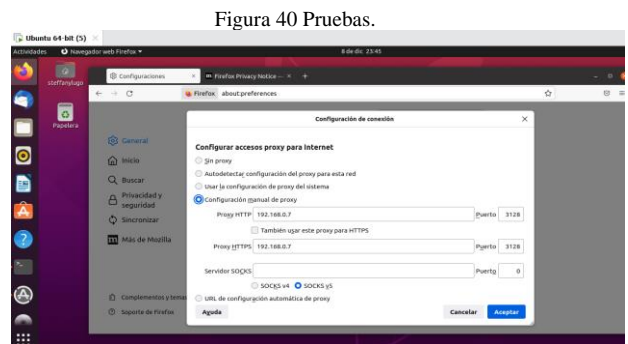 Figura 40 Pruebas.
Ubuntu 64-bit (5)
Actividades Navegador web Firefox 8 de dic 23:45
steffanylugo
Papelera
Configuraciones
Firefox Privacy Notice —
Firefox about:preferences
General
Inicio
Buscar
Privacidad y
seguridad
Sincronizar
Más de Mozilla
Complementos y temas
Soporte de Firefox
Configuración de conexión
Configurar accesos proxy para Internet
Sin proxy
Autodetectar configuración del proxy para esta red
Usar la configuración de proxy del sistema
Configuración manual de proxy
Proxy HTTP 192.168.0.7 Puerto 3128
También usar este proxy para HTTPS
Proxy HTTPS 192.168.0.7 Puerto 3128
Servidor SOCKS Puerto 0
SOCKS v4 SOCKS v5
URL de configuración automática de proxy
Ayuda Cancelar Aceptar